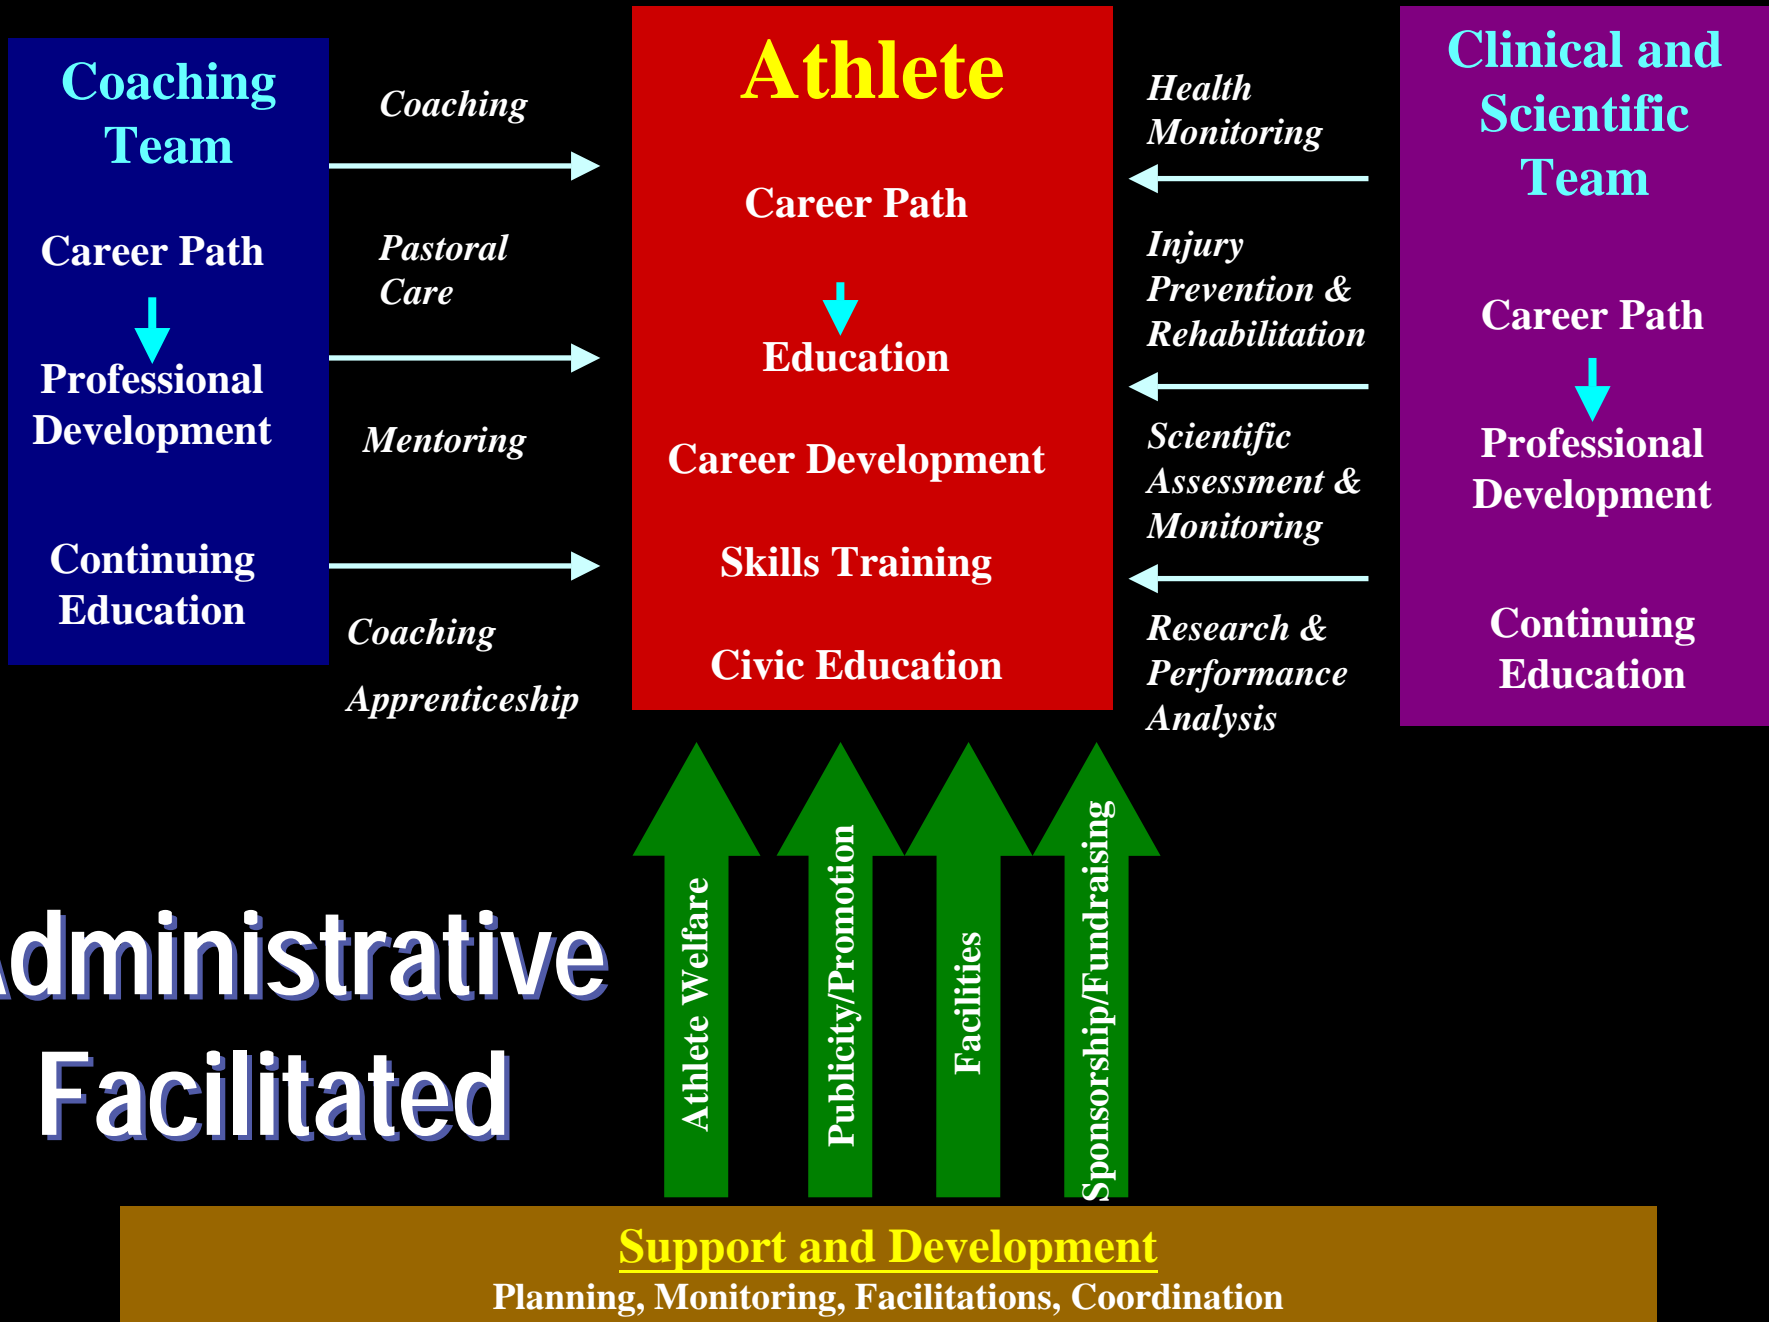 Coaching
Team
Career Path
Professional
Development
Continuing
Education
Coaching
Pastoral
Care
Mentoring
Coaching
Apprenticeship
Athlete
Career Path
Education
Career Development
Skills Training
Civic Education
Health
Monitoring
Injury
Prevention &
Rehabilitation
Scientific
Assessment &
Monitoring
Research &
Performance
Analysis
Clinical and
Scientific
Team
Career Path
Professional
Development
Continuing
Education
Athlete Welfare
Publicity/Promotion
Facilities
Sponsorship/Fundraising
Administrative
Facilitated
Support and Development
Planning, Monitoring, Facilitations, Coordination